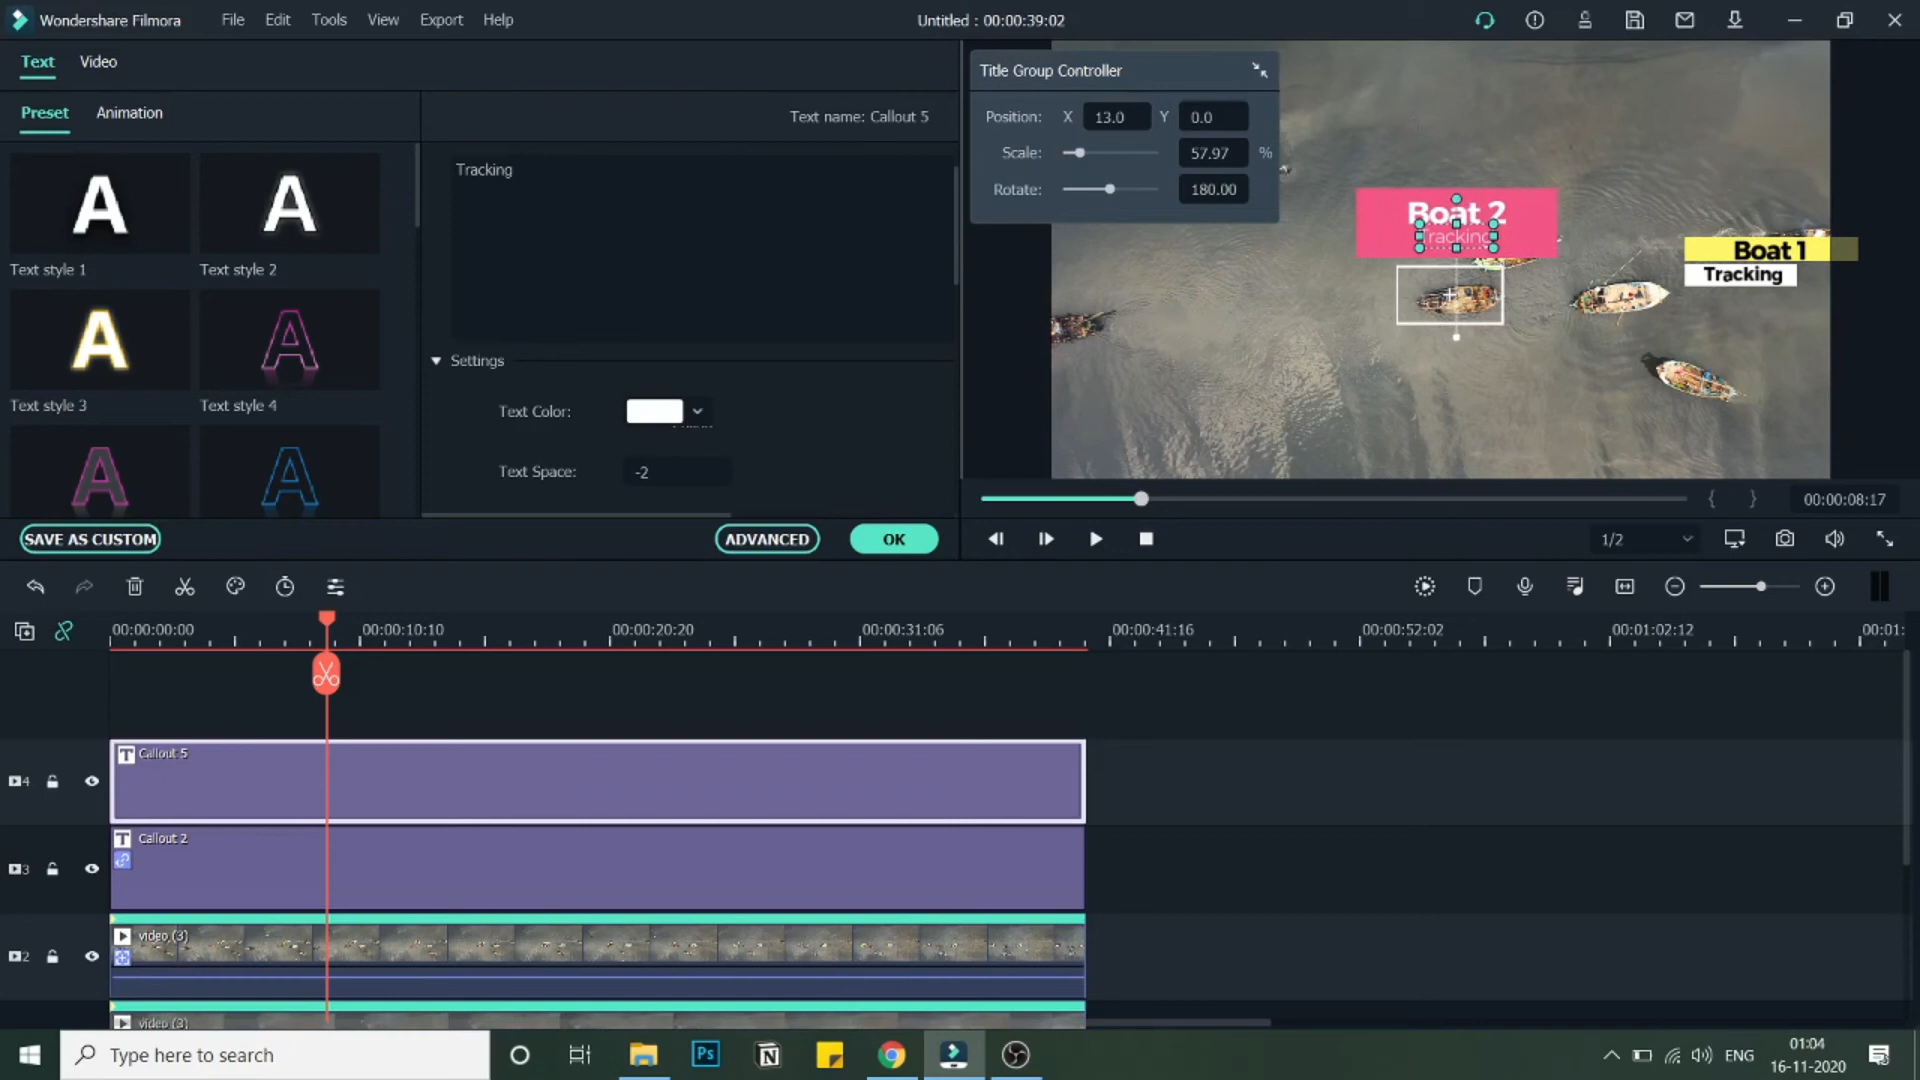 Wondershare Filmora File Edit Tools View Export Help Untitled : 00:00:39:02
Text Video
Preset Animation
Text name: Callout 5
A A
Text style 1 Text style 2
A A
Text style 3 Text style 4
A A
Tracking
Settings
Text Color:
Text Space: -2
SAVE AS CUSTOM ADVANCED OK
Title Group Controller
Position: X 13.0 Y 0.0
Scale: 57.97 %
Rotate: 180.00
Boat 2
Tracking
Boat 1
Tracking
{ } 00:00:08:17
1/2
00:00:00:00 00:00:10:10 00:00:20:20 00:00:31:06 00:00:41:16 00:00:52:02 00:01:02:12 00:01:
4 T Callout 5
3 T Callout 2
2 video (3)
video (3)
Type here to search
Ps
N
ENG
01:04
16-11-2020